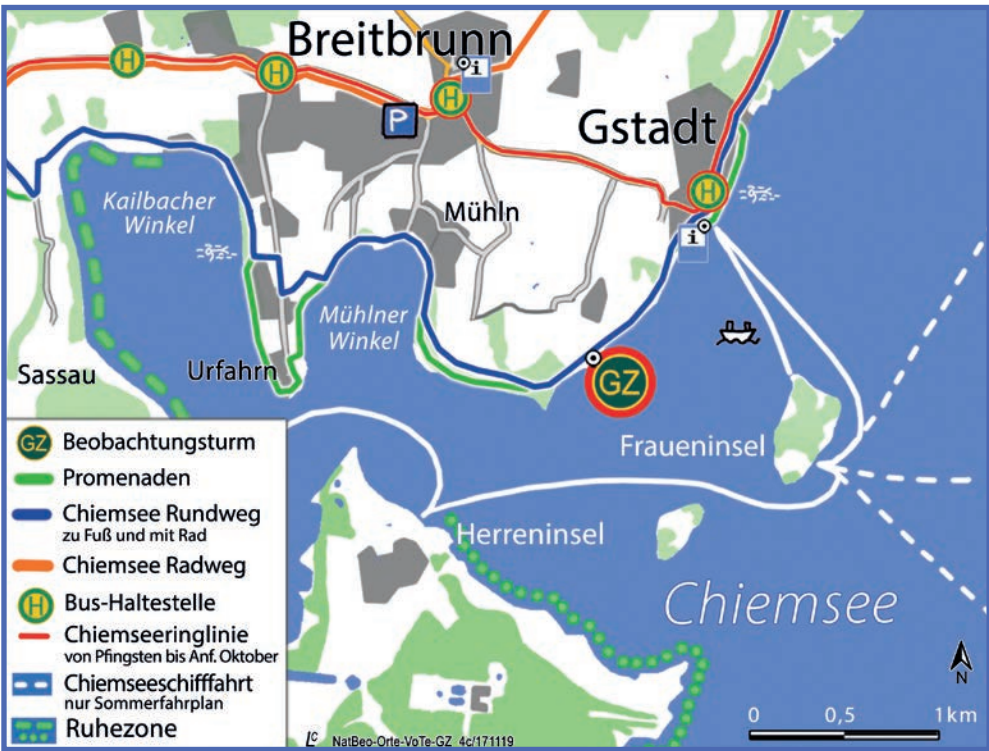 Breitbrunn
H
H
i
H
P
Gstadt
Kailbacher
Winkel
Mühln
H
i
Mühlner
Winkel
Sassau
Urfahrn
GZ
Fraueninsel
Herreninsel
Chiemsee
GZ Beobachtungsturm
Promenaden
Chiemsee Rundweg
zu Fuß und mit Rad
Chiemsee Radweg
H Bus-Haltestelle
Chiemseeringlinie
von Pfingsten bis Anf. Oktober
Chiemseeschifffahrt
nur Sommerfahrplan
Ruhezone
N
0 0,5 1km
LC NatBeo-Orte-VoTe-GZ 4c/171119